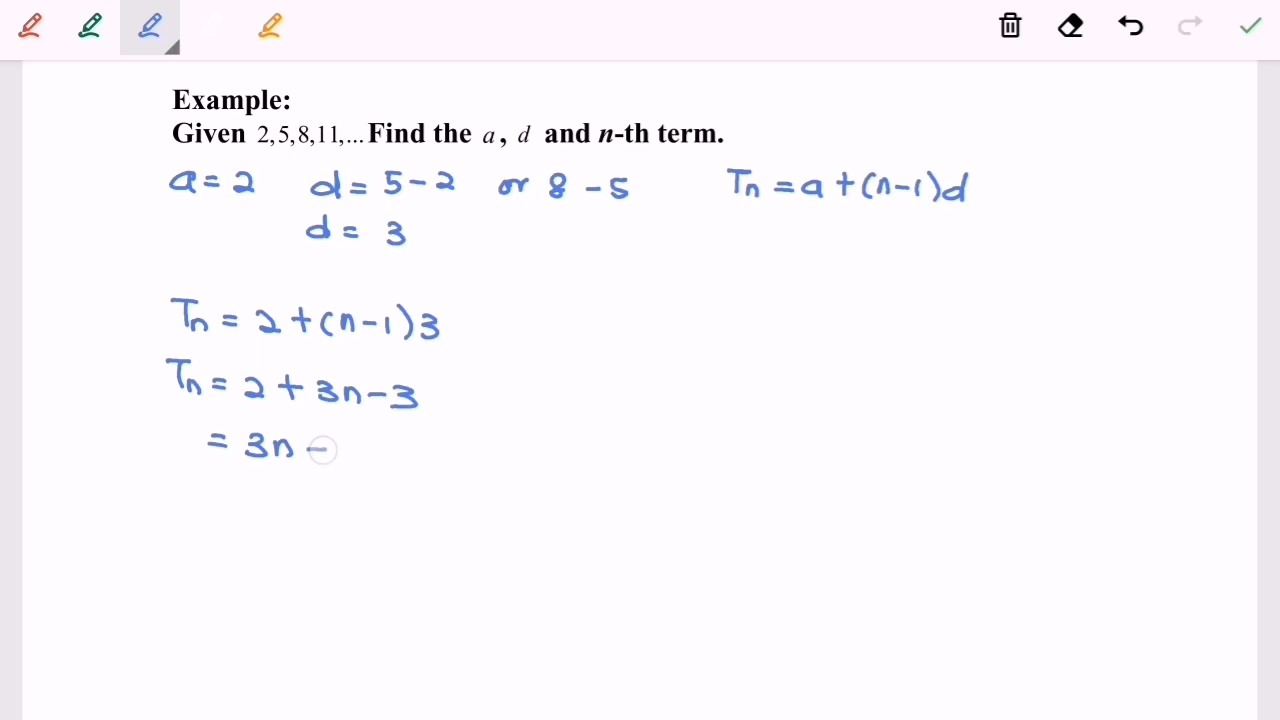 Example:
Given 2,5,8,11,... Find the a, d and n-th term.
a = 2 d = 5 - 2 or 8 - 5 Tn = a + (n-1)d
d = 3
Tn = 2 + (n-1)3
Tn = 2 + 3n - 3
= 3n -